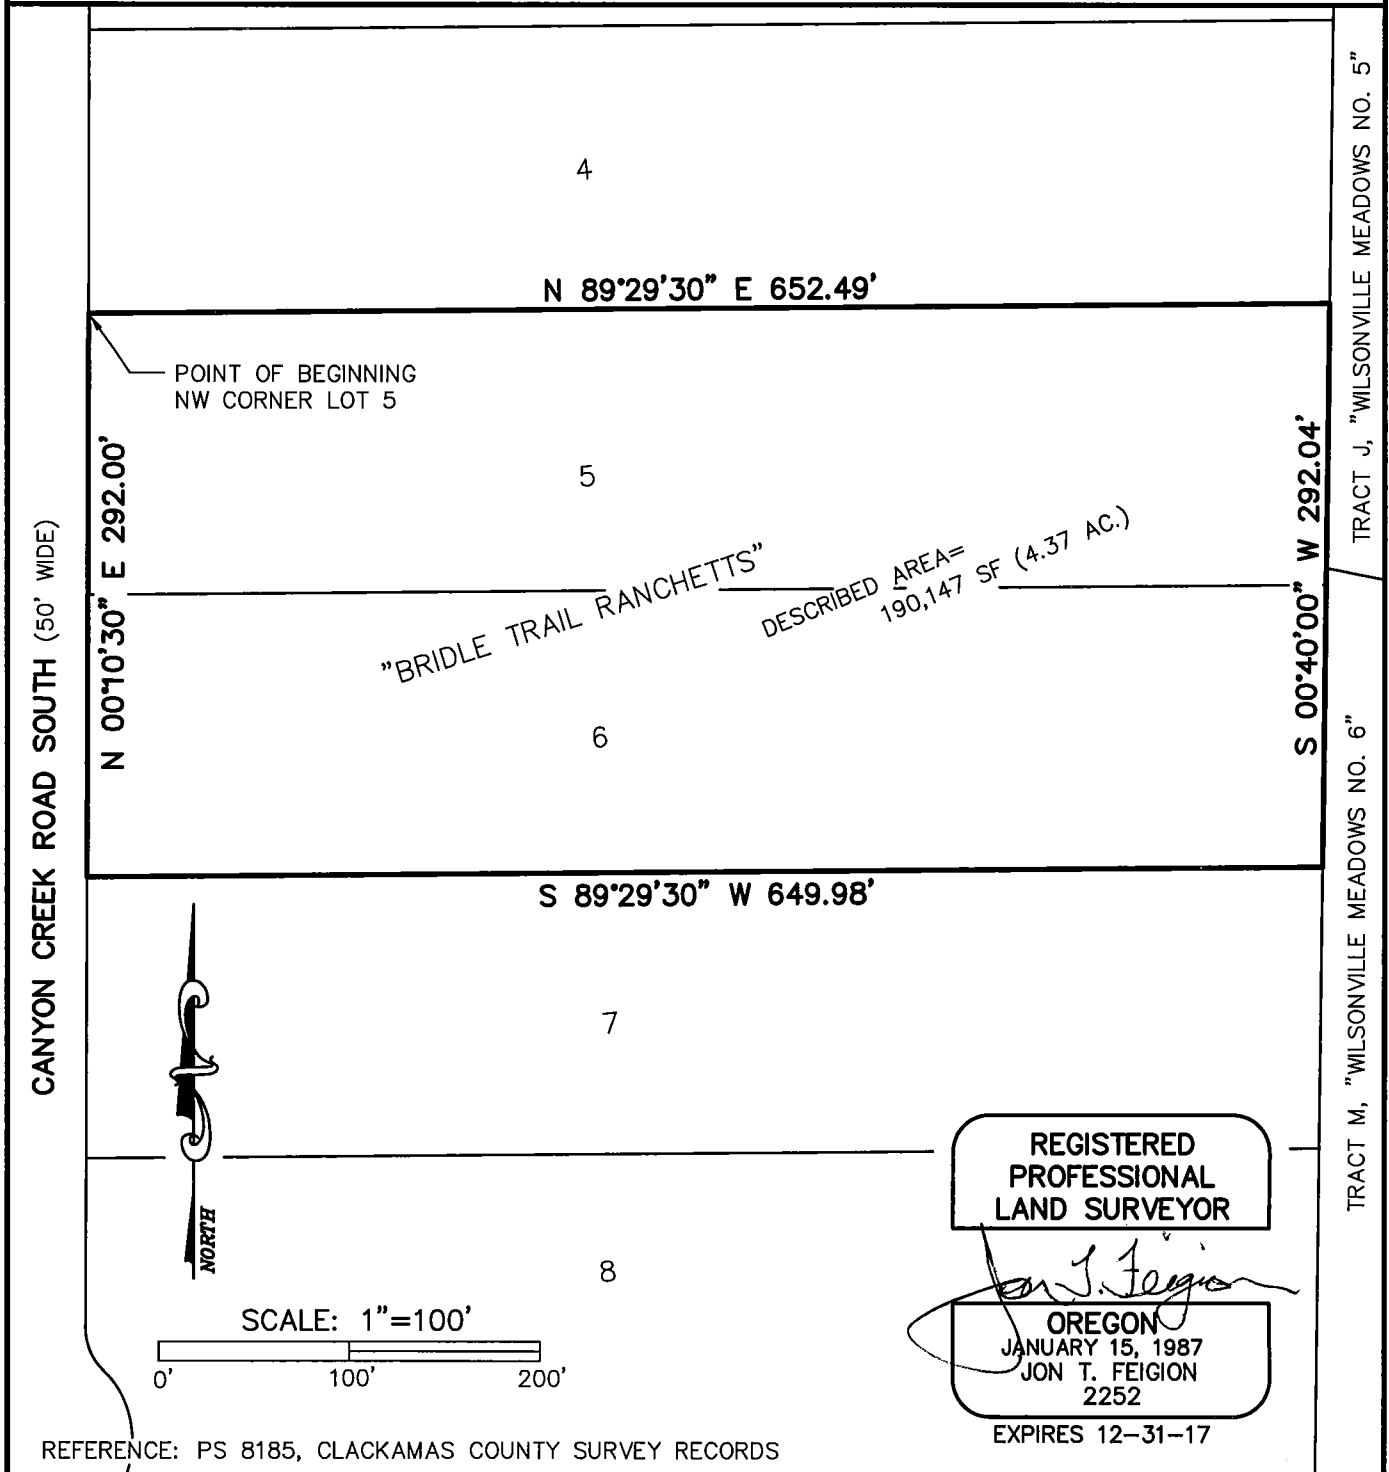 4
TRACT J, "WILSONVILLE MEADOWS NO. 5"
N 89°29'30" E 652.49'
POINT OF BEGINNING
NW CORNER LOT 5
N 00°10'30" E 292.00'
5
S 00°40'00" W 292.04'
CANYON CREEK ROAD SOUTH (50' WIDE)
"BRIDLE TRAIL RANCHETTS"
DESCRIBED AREA=
190,147 SF (4.37 AC.)
6
TRACT M, "WILSONVILLE MEADOWS NO. 6"
S 89°29'30" W 649.98'
7
NORTH
8
REGISTERED
PROFESSIONAL
LAND SURVEYOR
Jon T. Feigion
OREGON
JANUARY 15, 1987
JON T. FEIGION
2252
EXPIRES 12-31-17
SCALE: 1"=100'
0' 100' 200'
REFERENCE: PS 8185, CLACKAMAS COUNTY SURVEY RECORDS